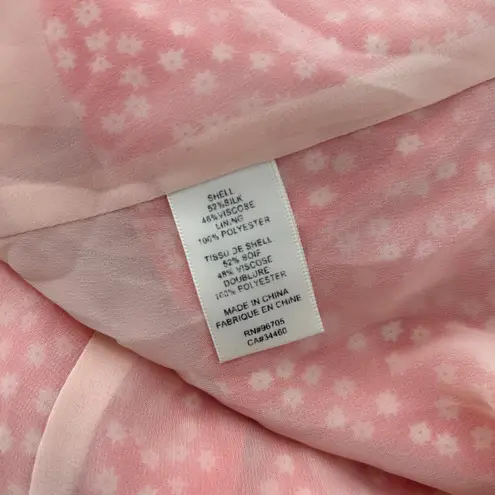 SHELL
52%SILK
48%VISCOSE
LINING
100% POLYESTER
TISSU DE SHELL
52% SOIF
48% VISCOSE
DOUBLURE
100% POLYESTER
MADE IN CHINA
FABRIQUE EN CHINE
RN#96705
CA#34460